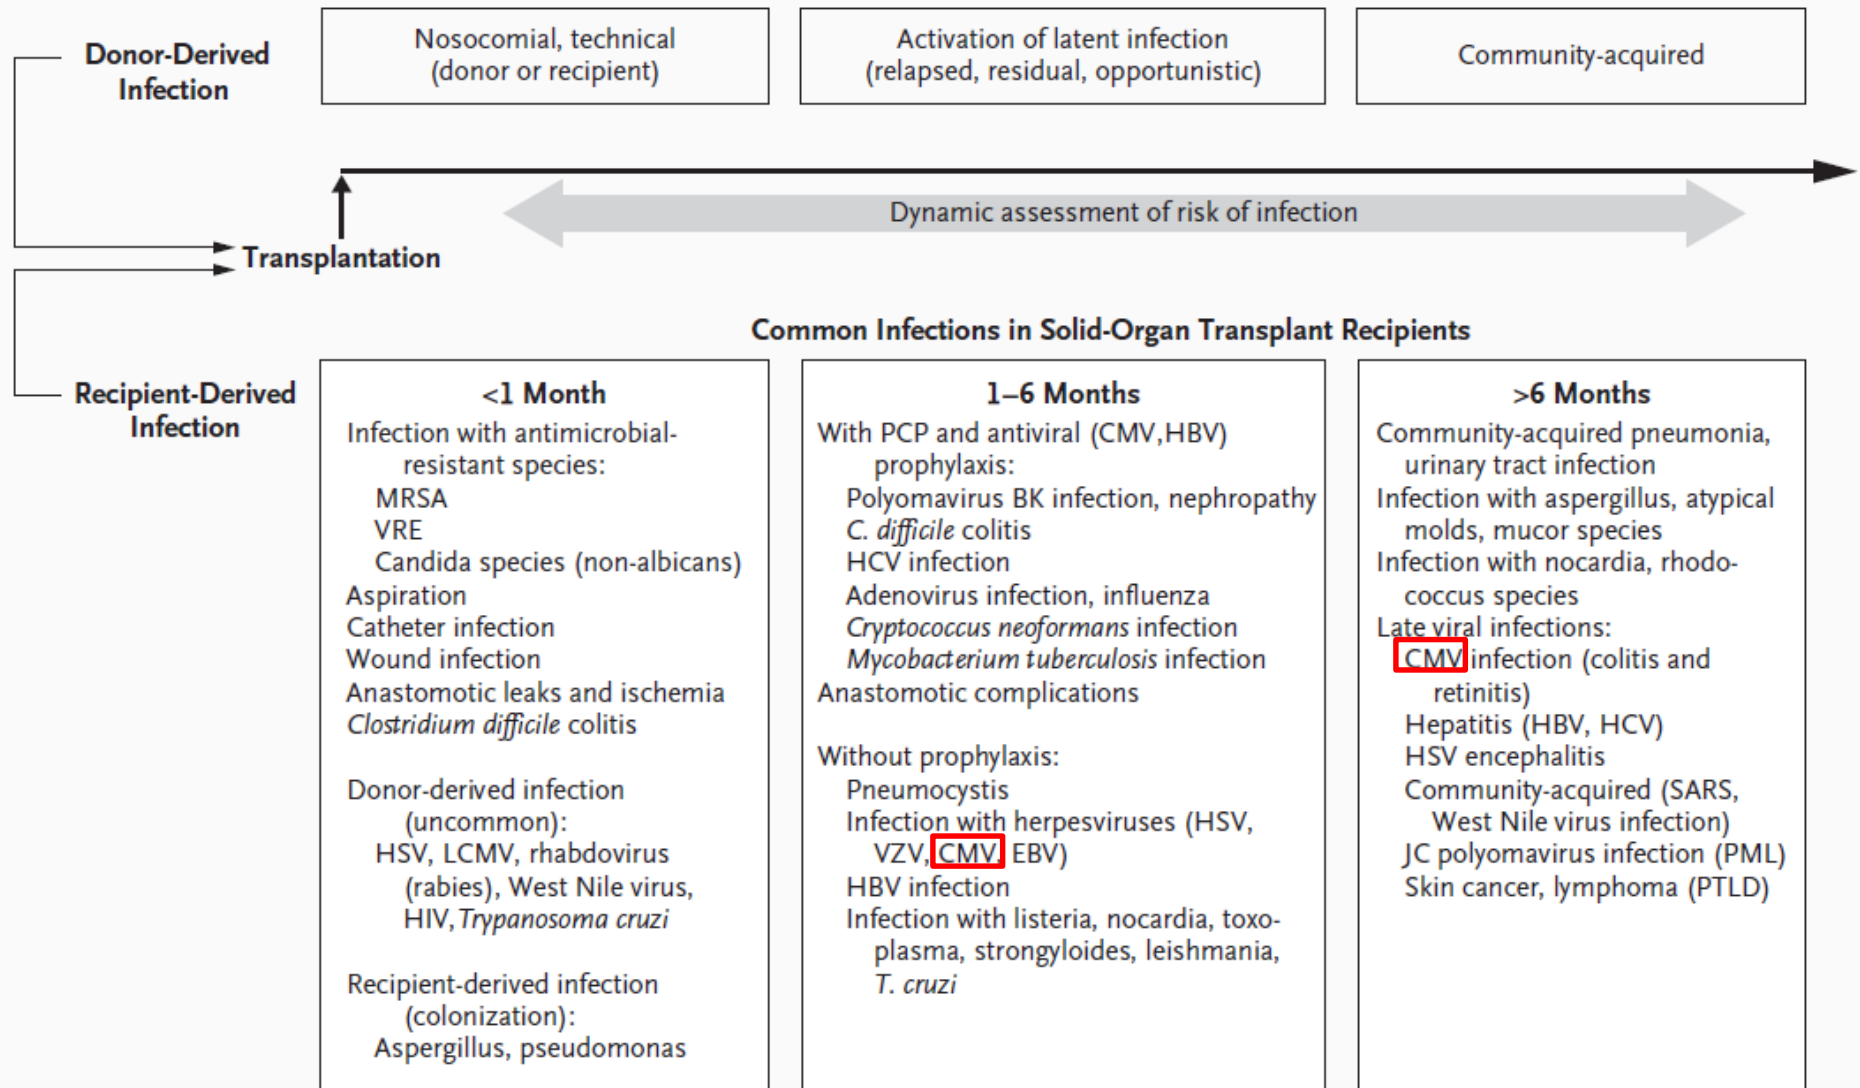 Donor-Derived
Infection
Nosocomial, technical
(donor or recipient)
Activation of latent infection
(relapsed, residual, opportunistic)
Community-acquired
Dynamic assessment of risk of infection
Transplantation
Common Infections in Solid-Organ Transplant Recipients
Recipient-Derived
Infection
<1 Month
Infection with antimicrobial-
resistant species:
MRSA
VRE
Candida species (non-albicans)
Aspiration
Catheter infection
Wound infection
Anastomotic leaks and ischemia
Clostridium difficile colitis
Donor-derived infection
(uncommon):
HSV, LCMV, rhabdovirus
(rabies), West Nile virus,
HIV, Trypanosoma cruzi
Recipient-derived infection
(colonization):
Aspergillus, pseudomonas
1–6 Months
With PCP and antiviral (CMV,HBV)
prophylaxis:
Polyomavirus BK infection, nephropathy
C. difficile colitis
HCV infection
Adenovirus infection, influenza
Cryptococcus neoformans infection
Mycobacterium tuberculosis infection
Anastomotic complications
Without prophylaxis:
Pneumocystis
Infection with herpesviruses (HSV,
VZV, CMV, EBV)
HBV infection
Infection with listeria, nocardia, toxo-
plasma, strongyloides, leishmania,
T. cruzi
>6 Months
Community-acquired pneumonia,
urinary tract infection
Infection with aspergillus, atypical
molds, mucor species
Infection with nocardia, rhodo-
coccus species
Late viral infections:
CMV infection (colitis and
retinitis)
Hepatitis (HBV, HCV)
HSV encephalitis
Community-acquired (SARS,
West Nile virus infection)
JC polyomavirus infection (PML)
Skin cancer, lymphoma (PTLD)